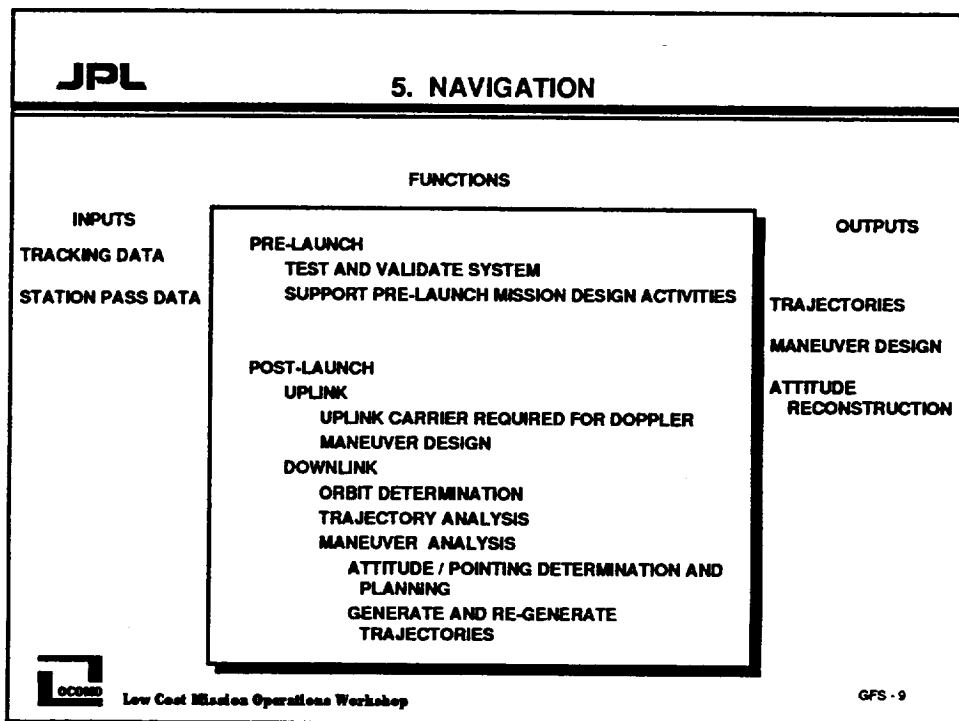 JPL
5. NAVIGATION
FUNCTIONS
INPUTS
TRACKING DATA
STATION PASS DATA
PRE-LAUNCH
TEST AND VALIDATE SYSTEM
SUPPORT PRE-LAUNCH MISSION DESIGN ACTIVITIES
POST-LAUNCH
UPLINK
UPLINK CARRIER REQUIRED FOR DOPPLER
MANEUVER DESIGN
DOWNLINK
ORBIT DETERMINATION
TRAJECTORY ANALYSIS
MANEUVER ANALYSIS
ATTITUDE / POINTING DETERMINATION AND
PLANNING
GENERATE AND RE-GENERATE
TRAJECTORIES
OUTPUTS
TRAJECTORIES
MANEUVER DESIGN
ATTITUDE
RECONSTRUCTION
LOCOMO
Low Cost Mission Operations Workshop
GFS - 9